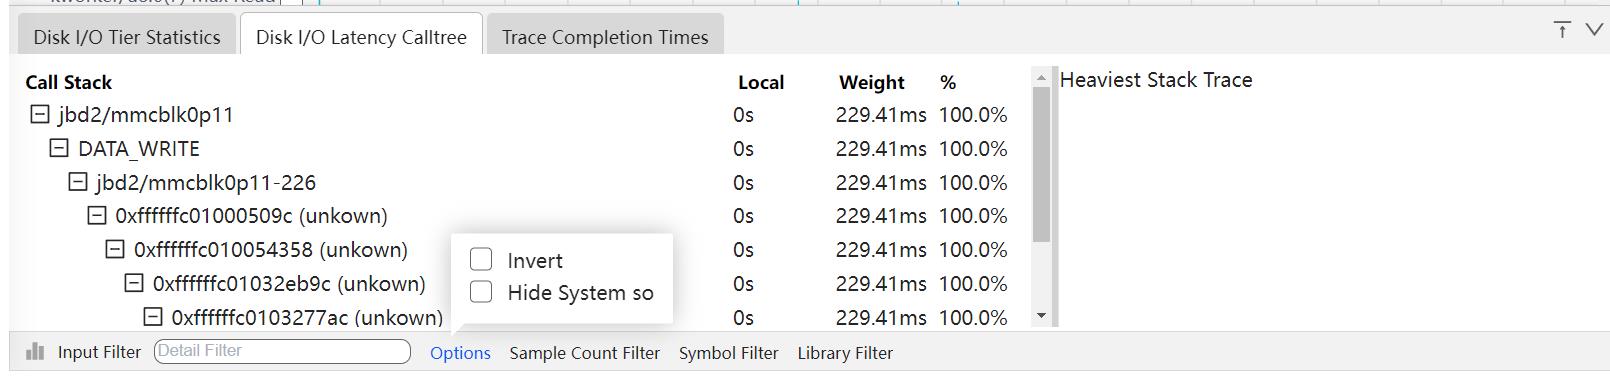 Disk I/O Tier Statistics Disk I/O Latency Calltree Trace Completion Times
Call Stack Local Weight % Heaviest Stack Trace
jbd2/mmcblk0p11 0s 229.41ms 100.0%
DATA_WRITE 0s 229.41ms 100.0%
jbd2/mmcblk0p11-226 0s 229.41ms 100.0%
0xffffffc01000509c (unkown) 0s 229.41ms 100.0%
0xffffffc010054358 (unkown) 0s 229.41ms 100.0%
Invert
0xffffffc01032eb9c (unkown) 0s 229.41ms 100.0%
Hide System so
0xffffffc0103277ac (unkown) 0s 229.41ms 100.0%
Input Filter Detail Filter Options Sample Count Filter Symbol Filter Library Filter